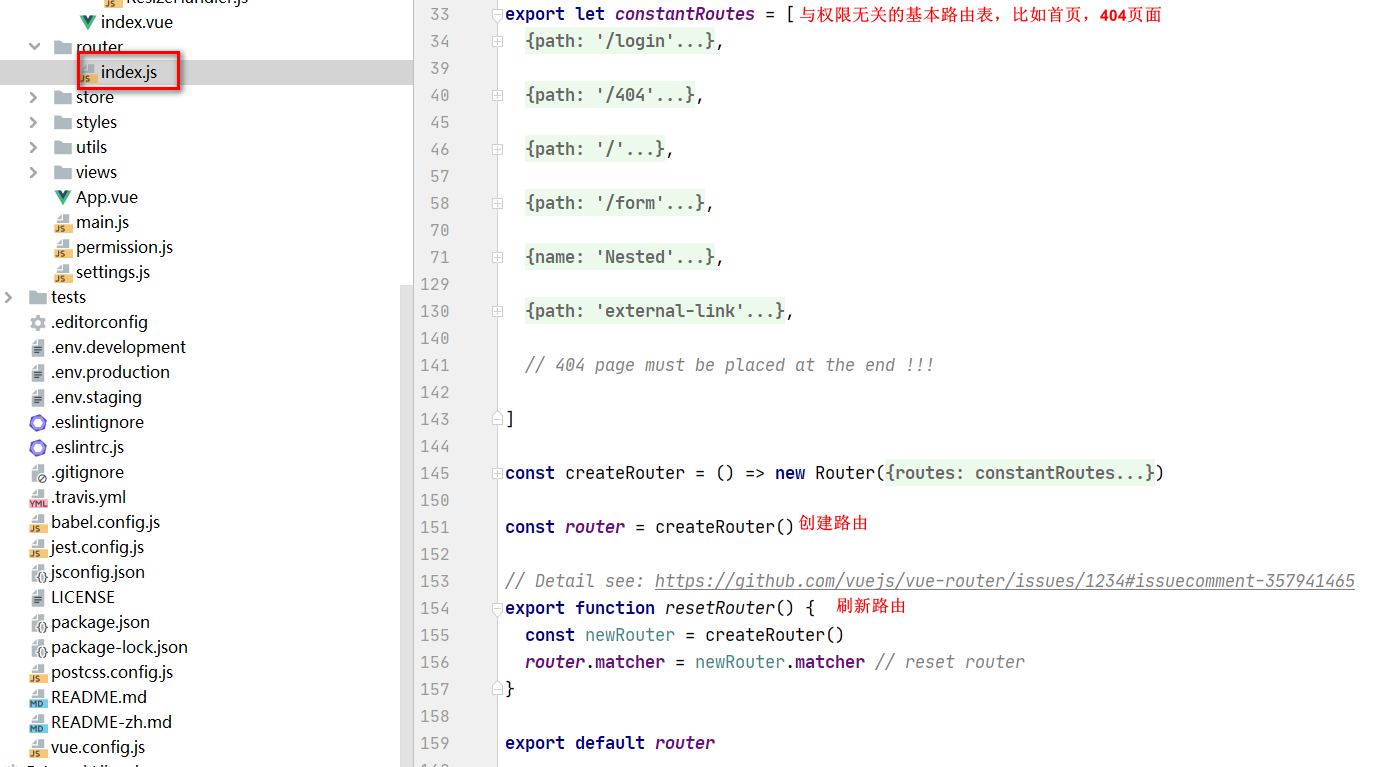 ResizeHandler.js
index.vue
router
index.js
store
styles
utils
views
App.vue
main.js
permission.js
settings.js
tests
.editorconfig
.env.development
.env.production
.env.staging
.eslintignore
.eslintrc.js
.gitignore
.travis.yml
babel.config.js
jest.config.js
jsconfig.json
LICENSE
package.json
package-lock.json
postcss.config.js
README.md
README-zh.md
vue.config.js
33 export let constantRoutes = [ 与权限无关的基本路由表，比如首页，404页面
34 {path: '/login'...},
39
40 {path: '/404'...},
45
46 {path: '/'...},
57
58 {path: '/form'...},
70
71 {name: 'Nested'...},
129
130 {path: 'external-link'...},
140
141 // 404 page must be placed at the end !!!
142
143 ]
144
145 const createRouter = () => new Router({routes: constantRoutes...})
150
151 const router = createRouter() 创建路由
152
153 // Detail see: https://github.com/vuejs/vue-router/issues/1234#issuecomment-357941465
154 export function resetRouter() { 刷新路由
155 const newRouter = createRouter()
156 router.matcher = newRouter.matcher // reset router
157 }
158
159 export default router